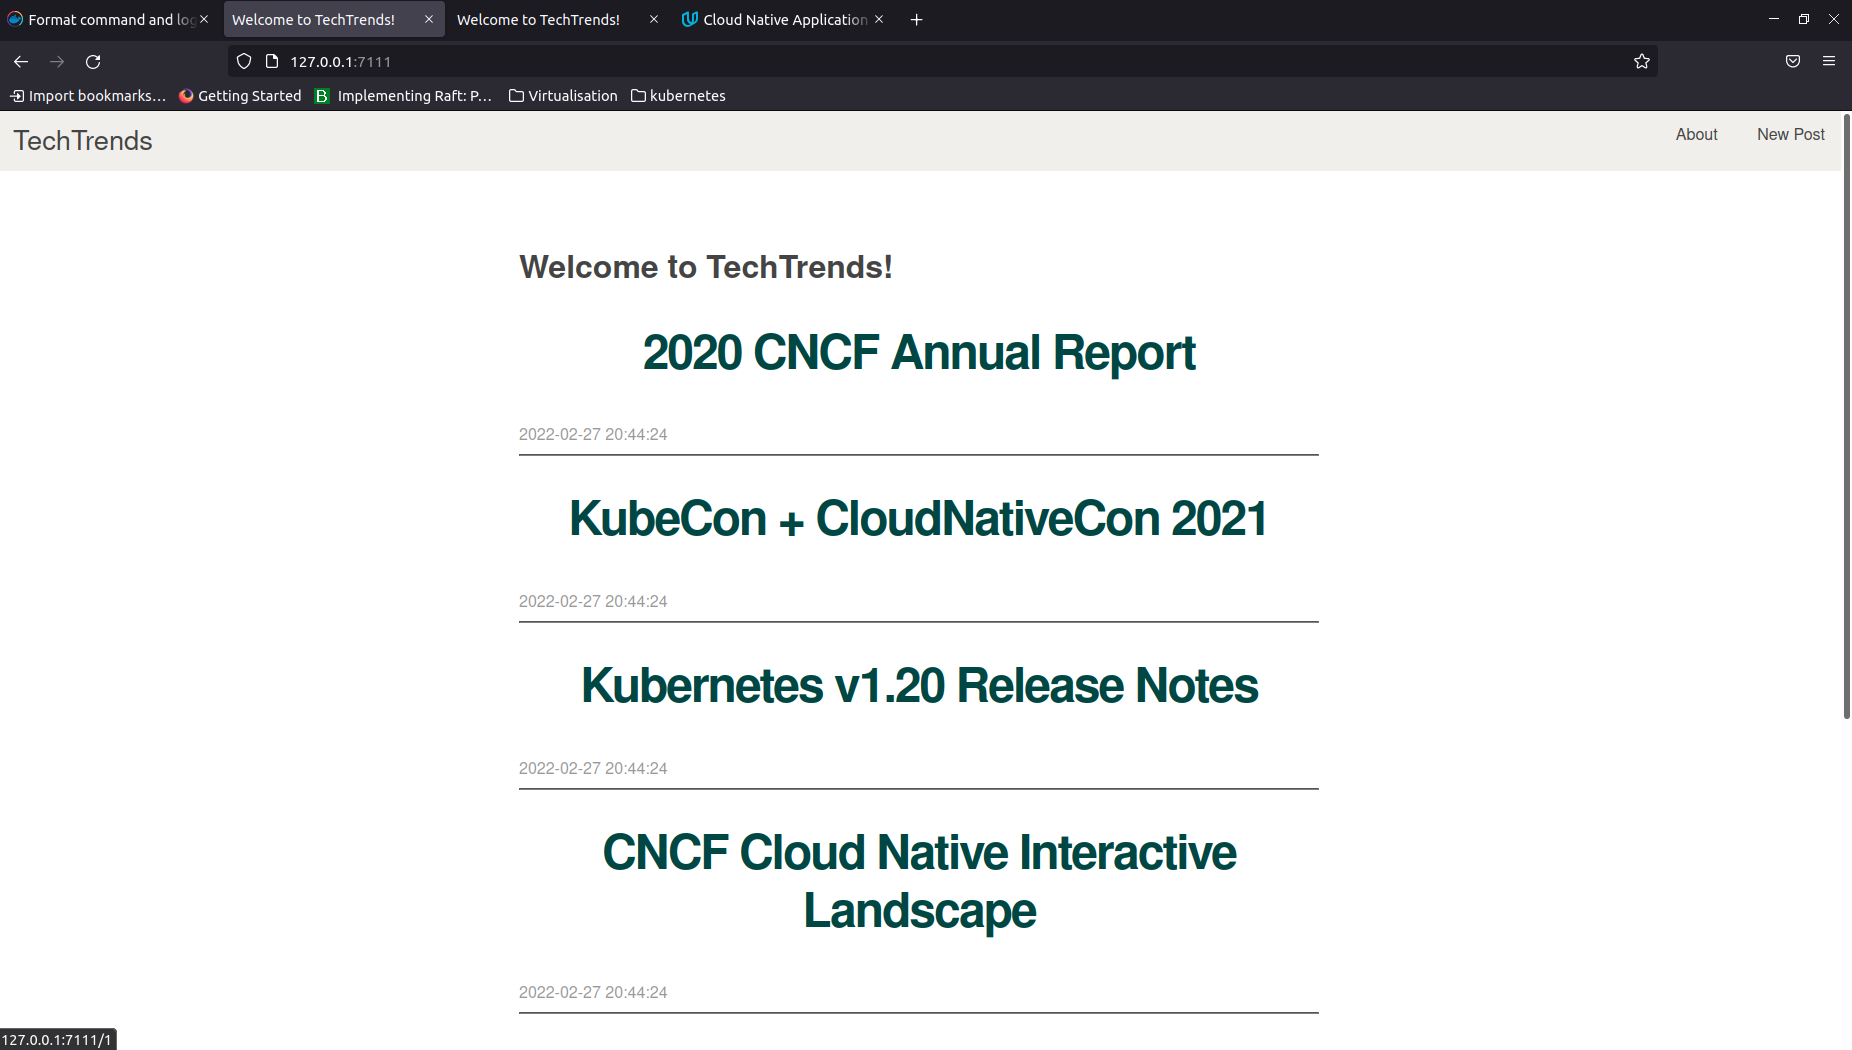 Format command and log
Welcome to TechTrends!
Welcome to TechTrends!
Cloud Native Application
127.0.0.1:7111
Import bookmarks...
Getting Started
B Implementing Raft: P...
Virtualisation
kubernetes
TechTrends
About
New Post
Welcome to TechTrends!
2020 CNCF Annual Report
2022-02-27 20:44:24
KubeCon + CloudNativeCon 2021
2022-02-27 20:44:24
Kubernetes v1.20 Release Notes
2022-02-27 20:44:24
CNCF Cloud Native Interactive
Landscape
2022-02-27 20:44:24
127.0.0.1:7111/1